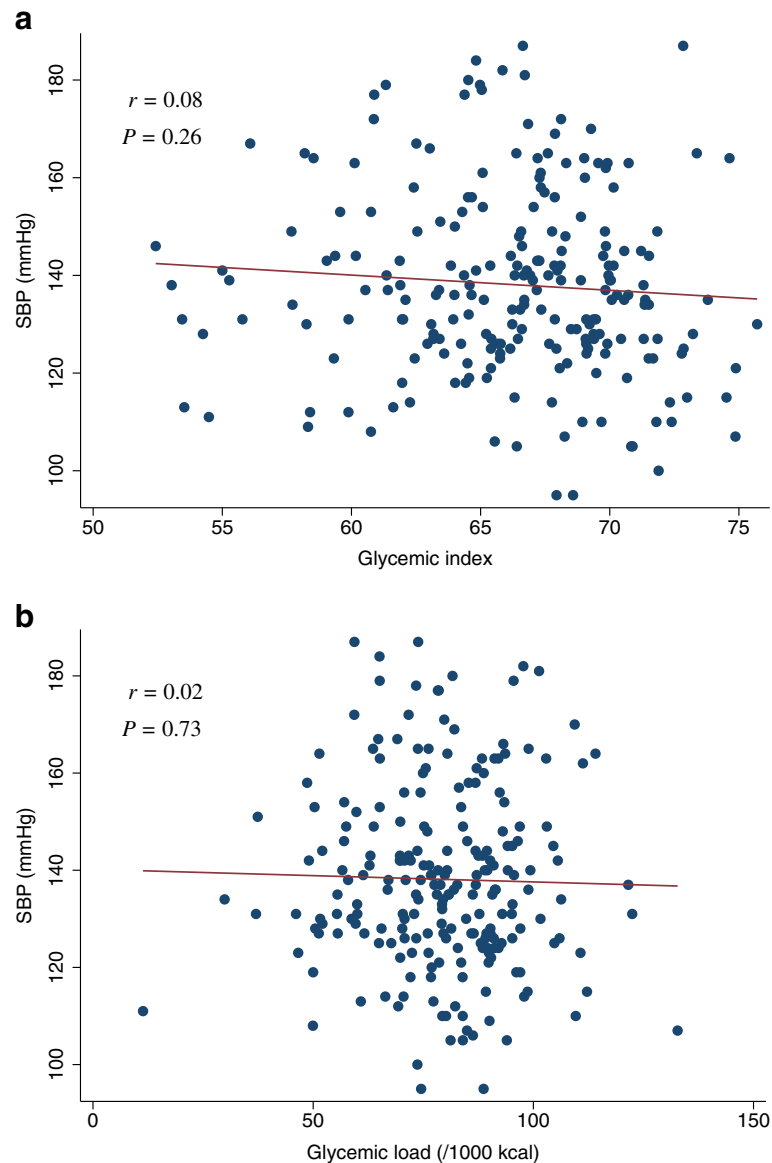 a
r = 0.08
P = 0.26
SBP (mmHg)
180
160
140
120
100
50 55 60 65 70 75
Glycemic index
b
r = 0.02
P = 0.73
SBP (mmHg)
180
160
140
120
100
0 50 100 150
Glycemic load (/1000 kcal)